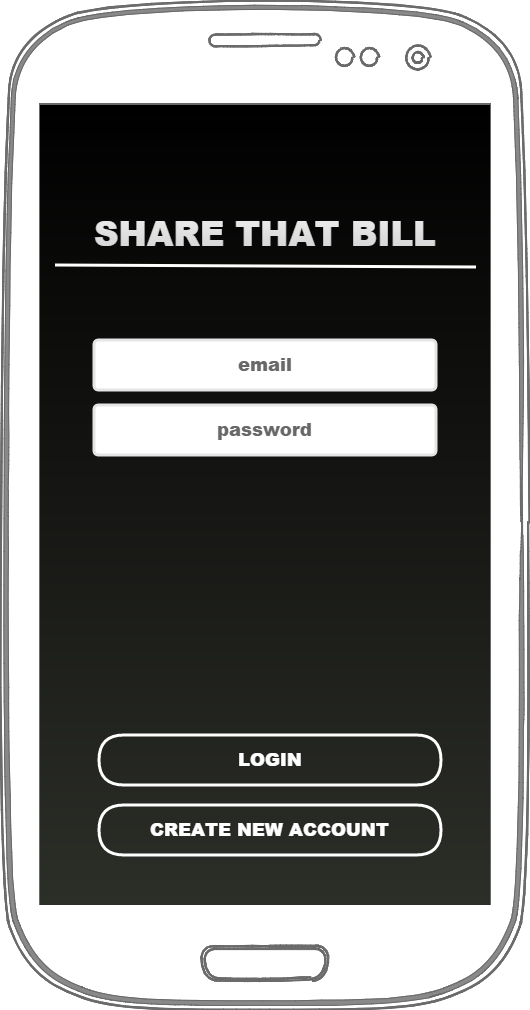 SHARE THAT BILL
email
password
LOGIN
CREATE NEW ACCOUNT